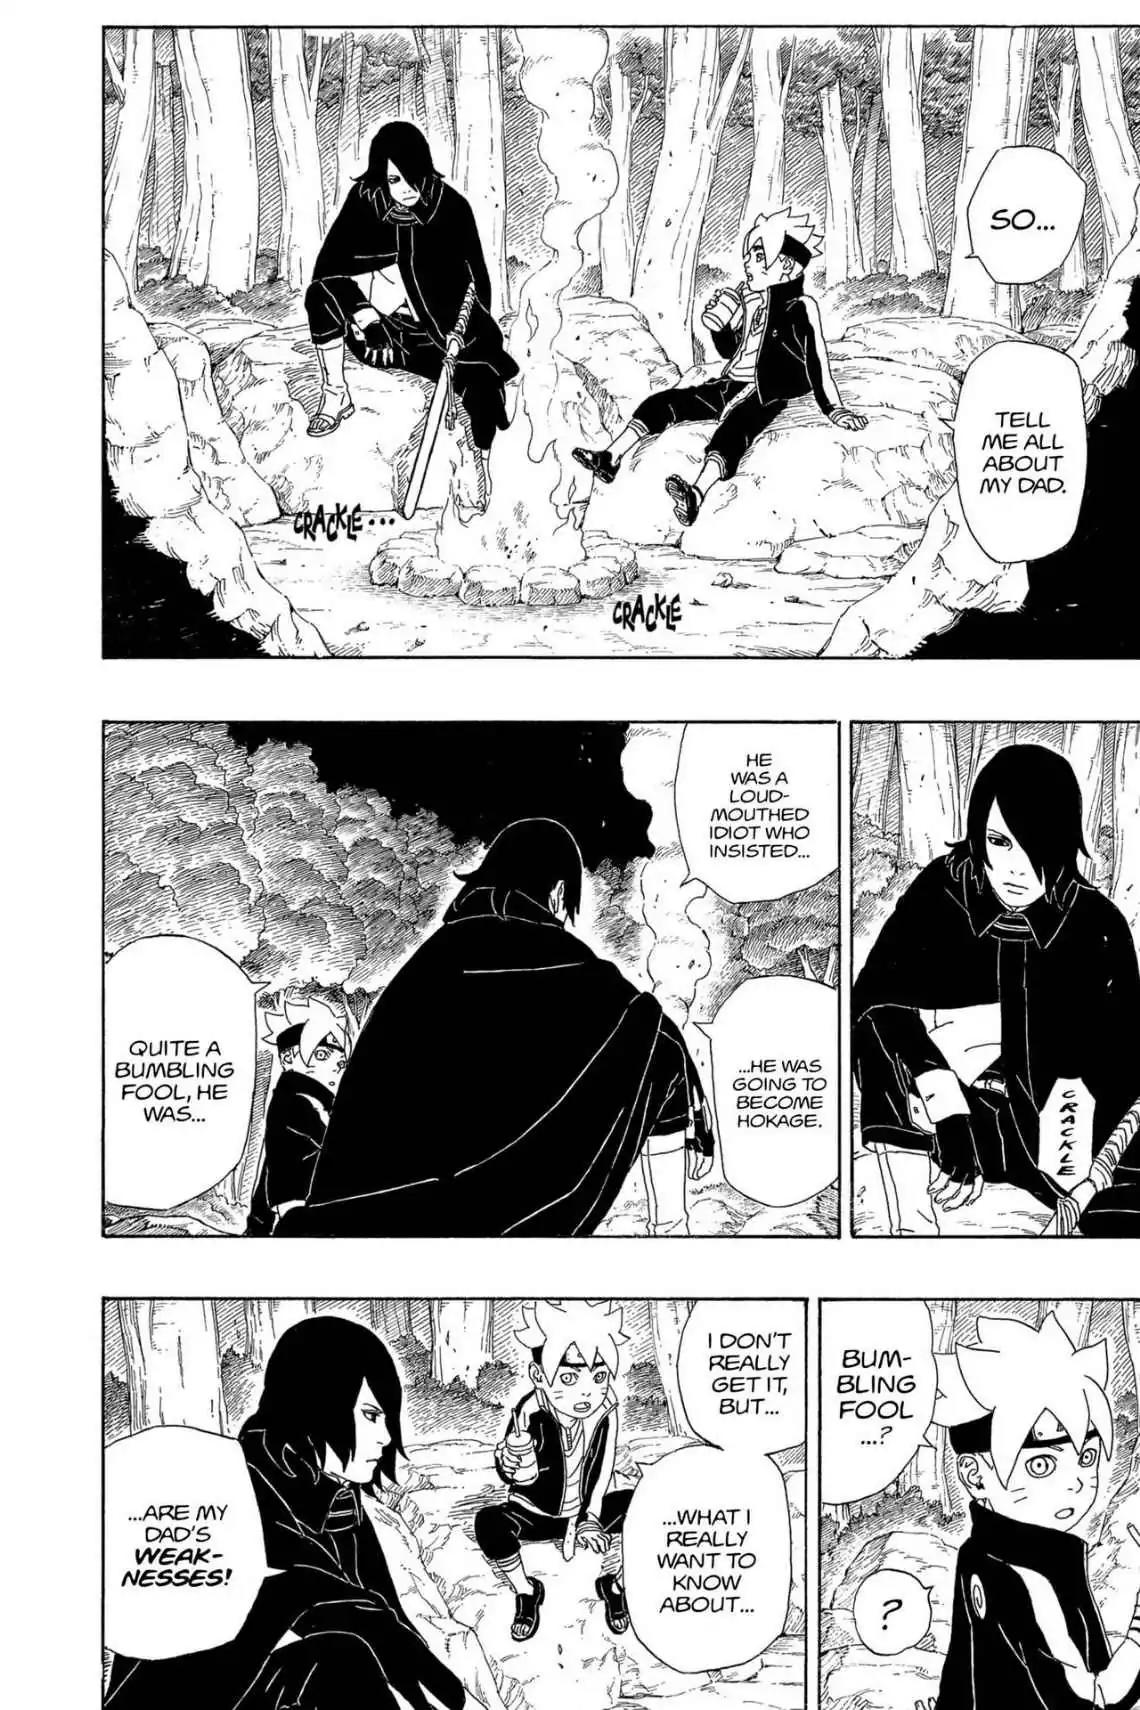 SO...
TELL
ME ALL
ABOUT
MY DAD.
CRACKLE...
CRACKLE
CRACKLE
HE
WAS A
LOUD-
MOUTHED
IDIOT WHO
INSISTED...
...HE WAS
GOING TO
BECOME
HOKAGE.
QUITE A
BUMBLING
FOOL, HE
WAS...
BUM-
BLING
FOOL
...?
?
I DON'T
REALLY
GET IT,
BUT...
...WHAT I
REALLY
WANT TO
KNOW
ABOUT...
...ARE MY
DAD'S
WEAK-
NESSES!